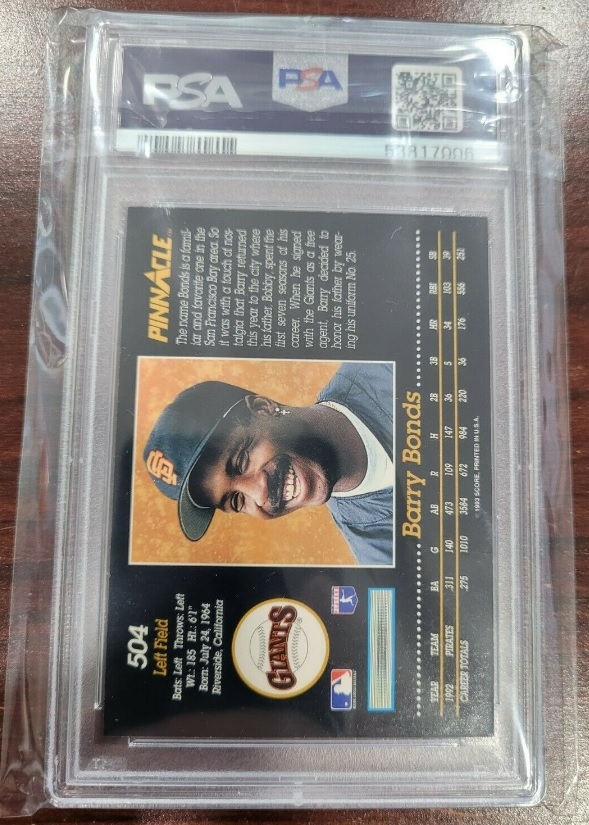 PSA
PSA
53817006
PINNACLE
The name Bonds is a famil-
iar and favorite one in the
San Francisco Bay area. So
it was with a touch of nos-
talgia that Barry returned
this year to the city where
his father, Bobby, spent the
first seven seasons of his
career. When he signed
with the Giants as a free
agent, Barry decided to
honor his father by wear-
ing his uniform No. 25.
SF
504
Left Field
Bats: Left Throws: Left
Wt.: 185 Ht.: 6'1"
Born: July 24, 1964
Riverside, California
GIANTS
Barry Bonds
YEAR TEAM BA G AB R H 2B 3B HR RBI SB
1992 PIRATES .311 140 473 109 147 36 5 34 103 39
CAREER TOTALS .275 1010 3584 672 984 220 36 176 556 251
© 1993 SCORE, PRINTED IN U.S.A.